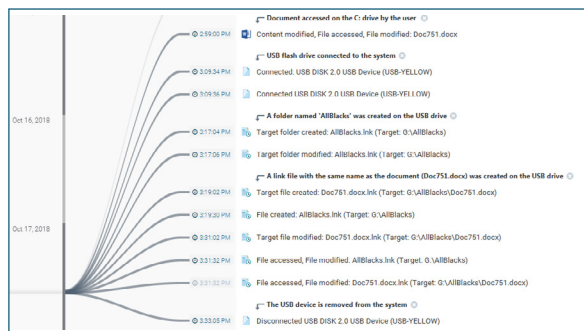 Document accessed on the C: drive by the user
2:59:00 PM Content modified, File accessed, File modified: Doc751.docx
USB flash drive connected to the system
3:09:34 PM Connected: USB DISK 2.0 USB Device (USB-YELLOW)
3:09:36 PM Connected USB DISK 2.0 USB Device (USB-YELLOW)
Oct 16, 2018
A folder named 'AllBlacks' was created on the USB drive
3:17:04 PM Target folder created: AllBlacks.lnk (Target: G:\AllBlacks)
3:17:06 PM Target folder modified: AllBlacks.lnk (Target: G:\AllBlacks)
A link file with the same name as the document (Doc751.docx) was created on the USB drive
3:19:02 PM Target file created: Doc751.docx.lnk (Target: G:\AllBlacks\Doc751.docx)
3:19:30 PM File created: AllBlacks.lnk (Target: G:\AllBlacks)
Oct 17, 2018
3:31:02 PM Target file modified: Doc751.docx.lnk (Target: G:\AllBlacks\Doc751.docx)
3:31:32 PM File accessed, File modified: AllBlacks.lnk (Target: G:\AllBlacks)
3:31:32 PM File accessed, File modified: Doc751.docx.lnk (Target: G:\AllBlacks\Doc751.docx)
The USB device is removed from the system
3:33:05 PM Disconnected USB DISK 2.0 USB Device (USB-YELLOW)